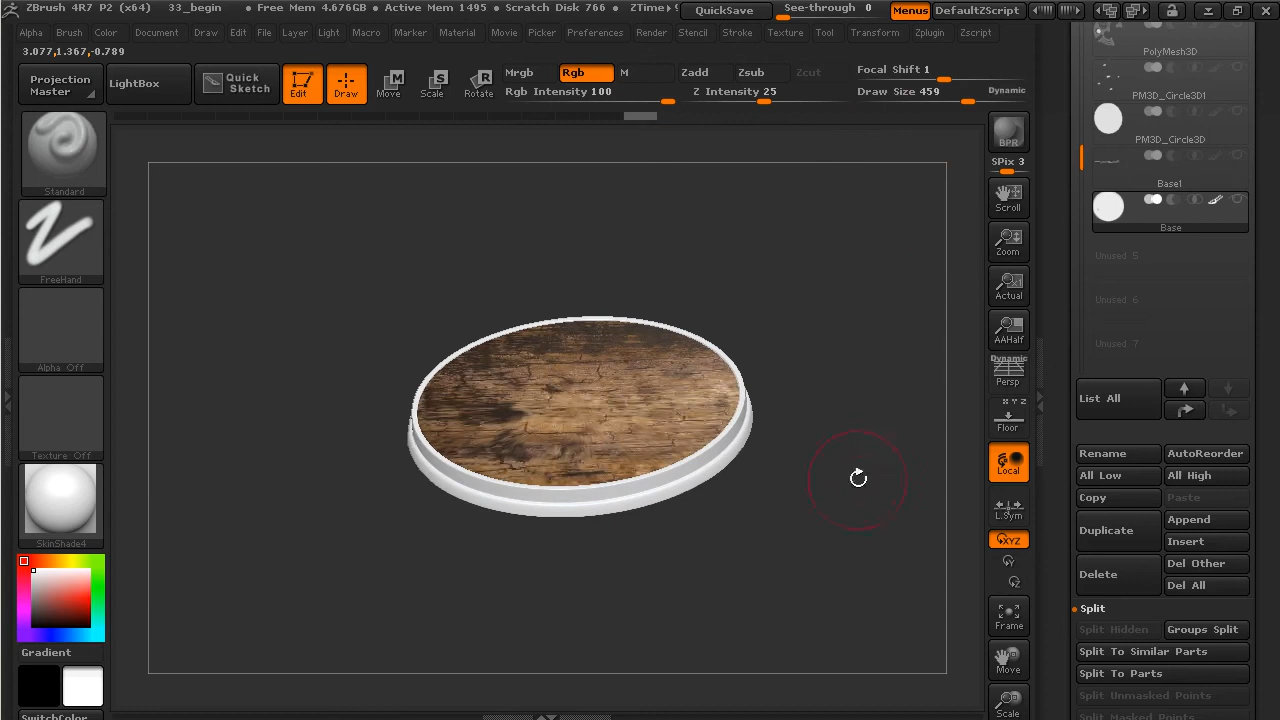 ZBrush 4R7 P2 (x64) 33_begin • Free Mem 4.676GB • Active Mem 1495 • Scratch Disk 766 • ZTime QuickSave See-through 0 Menus DefaultZScript
Alpha Brush Color Document Draw Edit File Layer Light Macro Marker Material Movie Picker Preferences Render Stencil Stroke Texture Tool Transform Zplugin Zscript
3.077,1.367,-0.789
Projection Master
LightBox
Quick Sketch
Edit
Draw
Move
Scale
Rotate
Mrgb Rgb M Zadd Zsub Zcut
Rgb Intensity 100 Z Intensity 25
Focal Shift 1
Draw Size 459 Dynamic
Standard
FreeHand
Alpha Off
Texture Off
SkinShade4
Gradient
SwitchColor
BPR
SPix 3
Scroll
Zoom
Actual
AAHalf
Dynamic
Persp
X Y Z
Floor
Local
L.Sym
XYZ
Y
Z
Frame
Move
Scale
PolyMesh3D
PM3D_Circle3D1
PM3D_Circle3D
Base1
Base
Unused 5
Unused 6
Unused 7
List All
Rename AutoReorder
All Low All High
Copy Paste
Duplicate Append
Insert
Delete Del Other
Del All
Split
Split Hidden Groups Split
Split To Similar Parts
Split To Parts
Split Unmasked Points
Split Masked Points